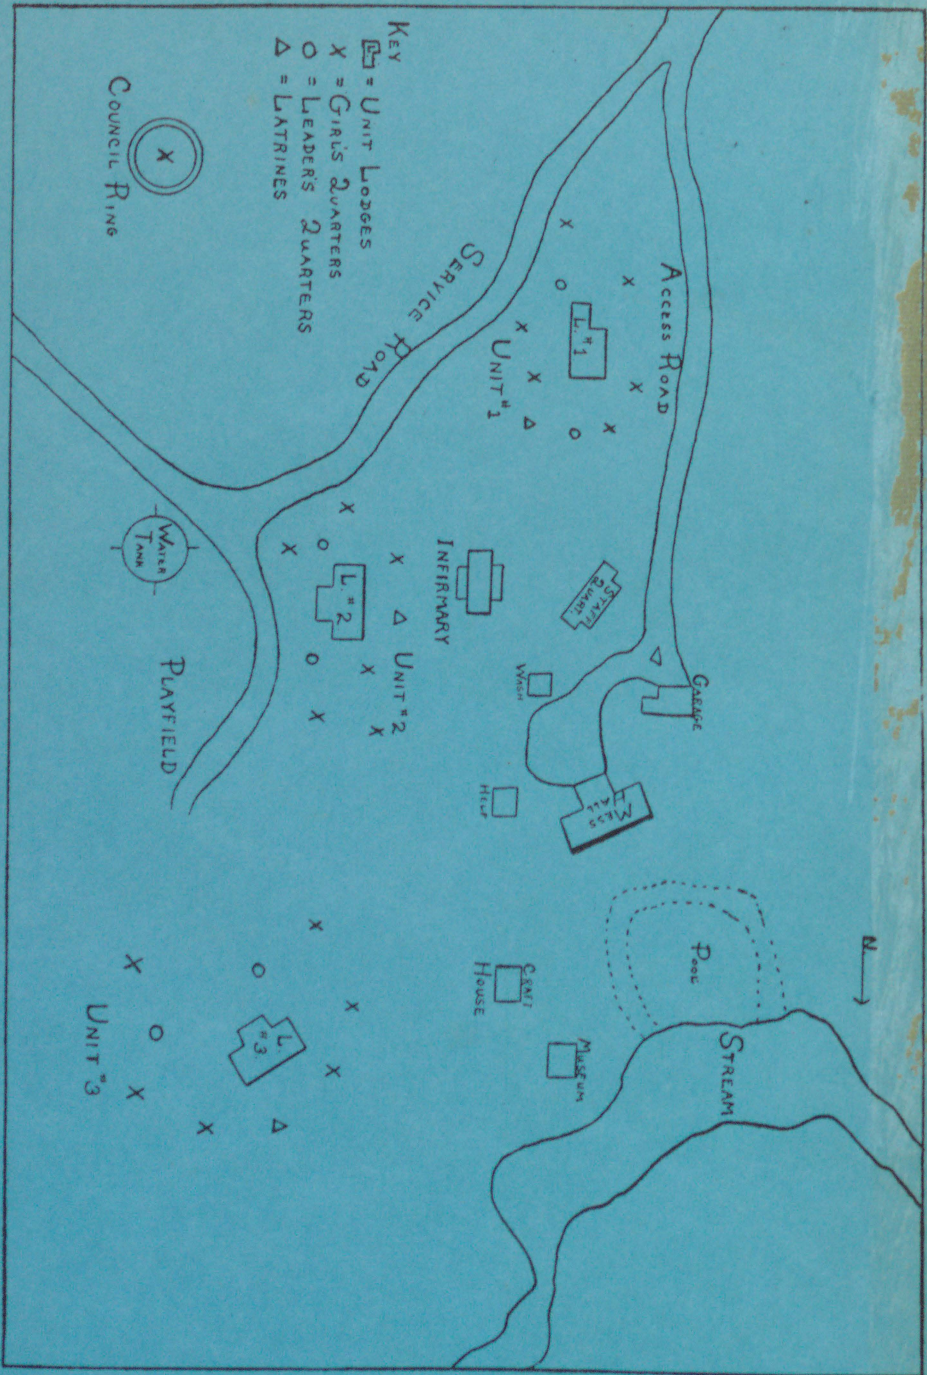 N
ACCESS ROAD
L. #1
UNIT #1
SERVICE ROAD
KEY
= UNIT LODGES
X = GIRL'S QUARTERS
O = LEADER'S QUARTERS
Δ = LATRINES
X
COUNCIL RING
GARAGE
STAFF
QUART.
WASH
MESS
HALL
HELP
INFIRMARY
UNIT #2
L. #2
WATER
TANK
PLAYFIELD
POOL
STREAM
MUSEUM
CRAFT
HOUSE
L.
#3.
UNIT #3